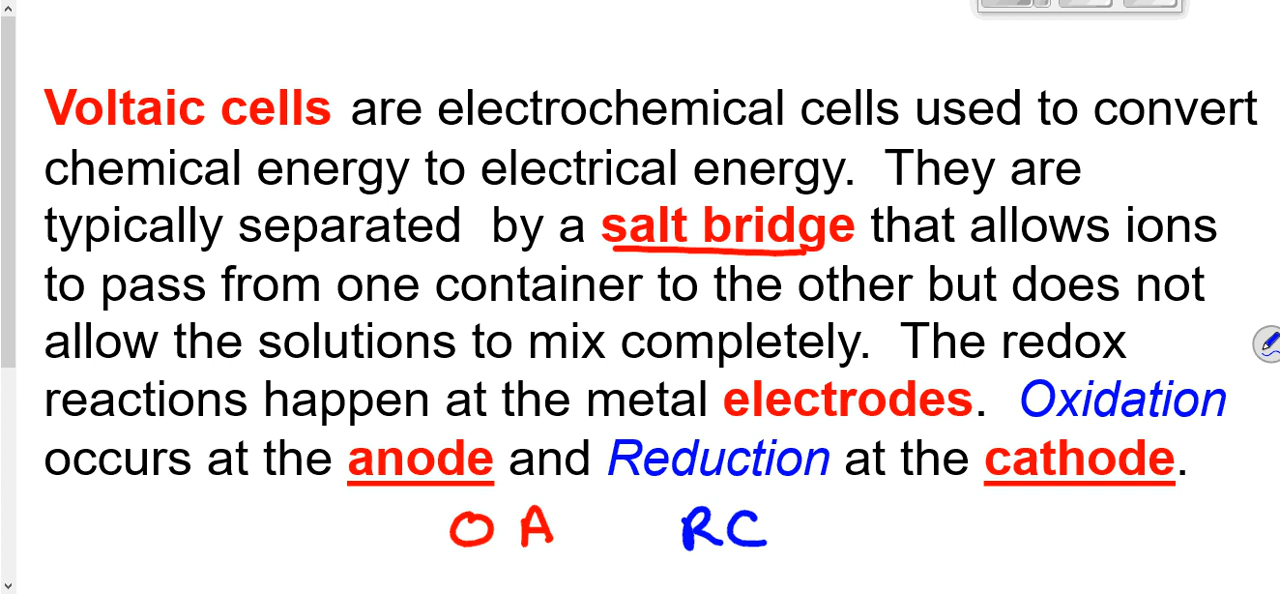 Voltaic cells are electrochemical cells used to convert
chemical energy to electrical energy. They are
typically separated by a salt bridge that allows ions
to pass from one container to the other but does not
allow the solutions to mix completely. The redox
reactions happen at the metal electrodes. Oxidation
occurs at the anode and Reduction at the cathode.
O A RC